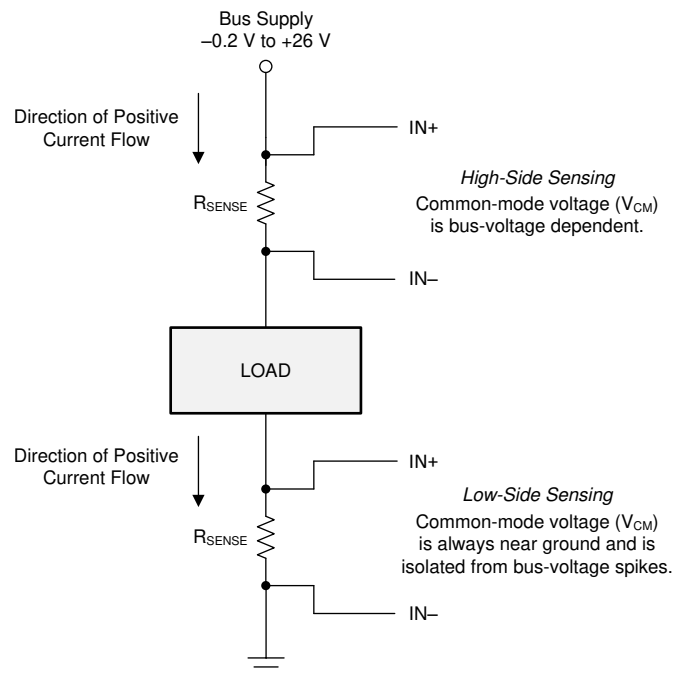 Bus Supply
–0.2 V to +26 V
Direction of Positive
Current Flow
IN+
RSENSE
High-Side Sensing
Common-mode voltage (VCM)
is bus-voltage dependent.
IN–
LOAD
Direction of Positive
Current Flow
IN+
RSENSE
Low-Side Sensing
Common-mode voltage (VCM)
is always near ground and is
isolated from bus-voltage spikes.
IN–